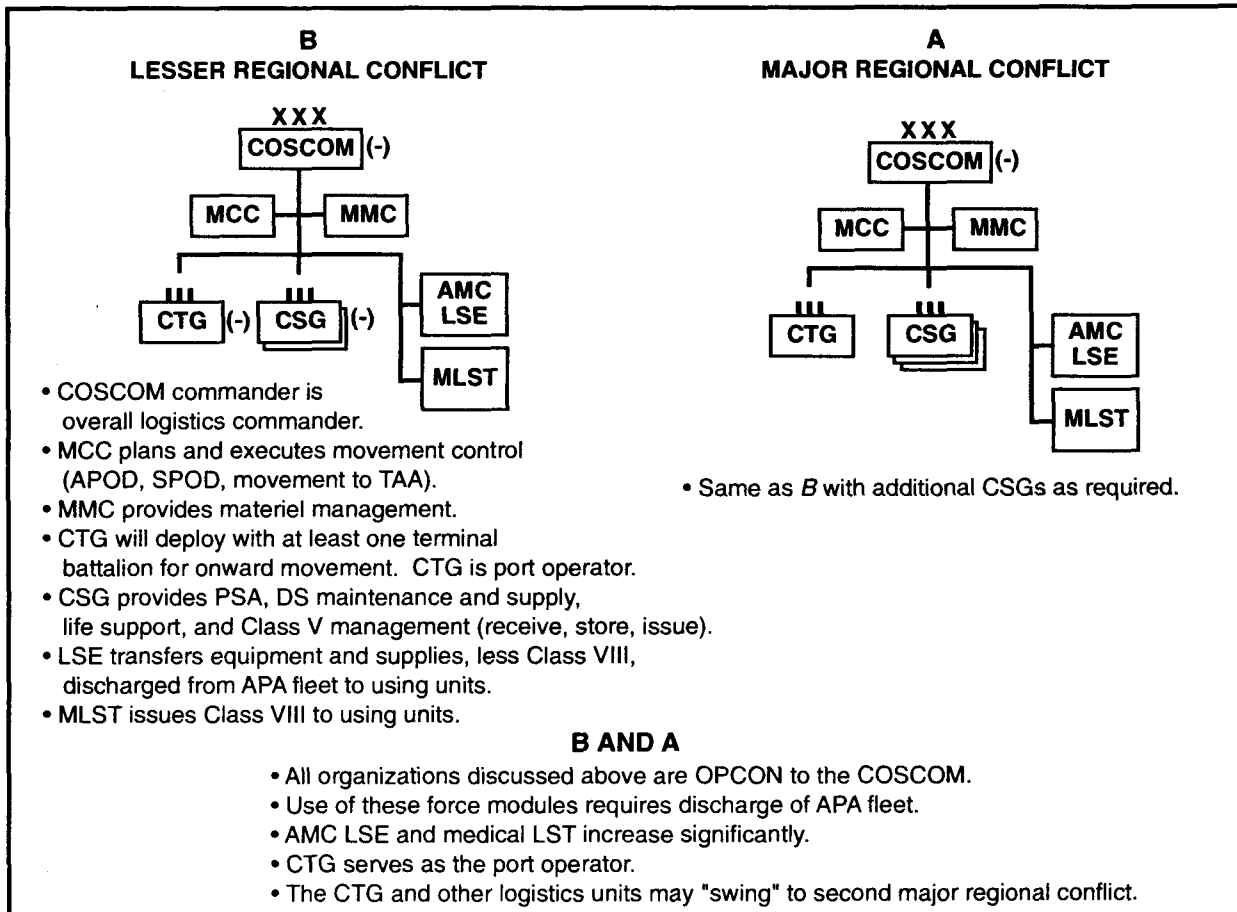 B
LESSER REGIONAL CONFLICT
XXX
COSCOM (-)
MCC MMC
III III
CTG (-) CSG (-)
AMC
LSE
MLST
• COSCOM commander is
overall logistics commander.
• MCC plans and executes movement control
(APOD, SPOD, movement to TAA).
• MMC provides materiel management.
• CTG will deploy with at least one terminal
battalion for onward movement. CTG is port operator.
• CSG provides PSA, DS maintenance and supply,
life support, and Class V management (receive, store, issue).
• LSE transfers equipment and supplies, less Class VIII,
discharged from APA fleet to using units.
• MLST issues Class VIII to using units.
A
MAJOR REGIONAL CONFLICT
XXX
COSCOM (-)
MCC MMC
III III
CTG CSG
AMC
LSE
MLST
• Same as B with additional CSGs as required.
B AND A
• All organizations discussed above are OPCON to the COSCOM.
• Use of these force modules requires discharge of APA fleet.
• AMC LSE and medical LST increase significantly.
• CTG serves as the port operator.
• The CTG and other logistics units may "swing" to second major regional conflict.